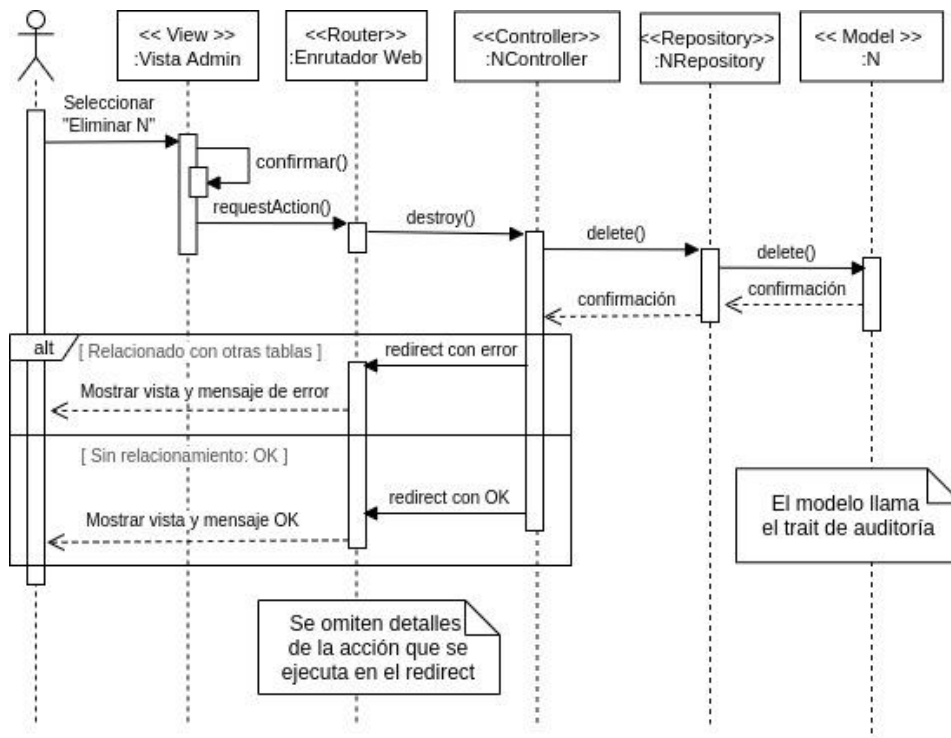 << View >>
:Vista Admin
<<Router>>
:Enrutador Web
<<Controller>>
:NController
<<Repository>>
:NRepository
<< Model >>
:N
Seleccionar
"Eliminar N"
confirmar()
requestAction()
destroy()
delete()
delete()
confirmación
confirmación
alt
[ Relacionado con otras tablas ]
redirect con error
Mostrar vista y mensaje de error
[ Sin relacionamiento: OK ]
redirect con OK
Mostrar vista y mensaje OK
El modelo llama
el trait de auditoría
Se omiten detalles
de la acción que se
ejecuta en el redirect